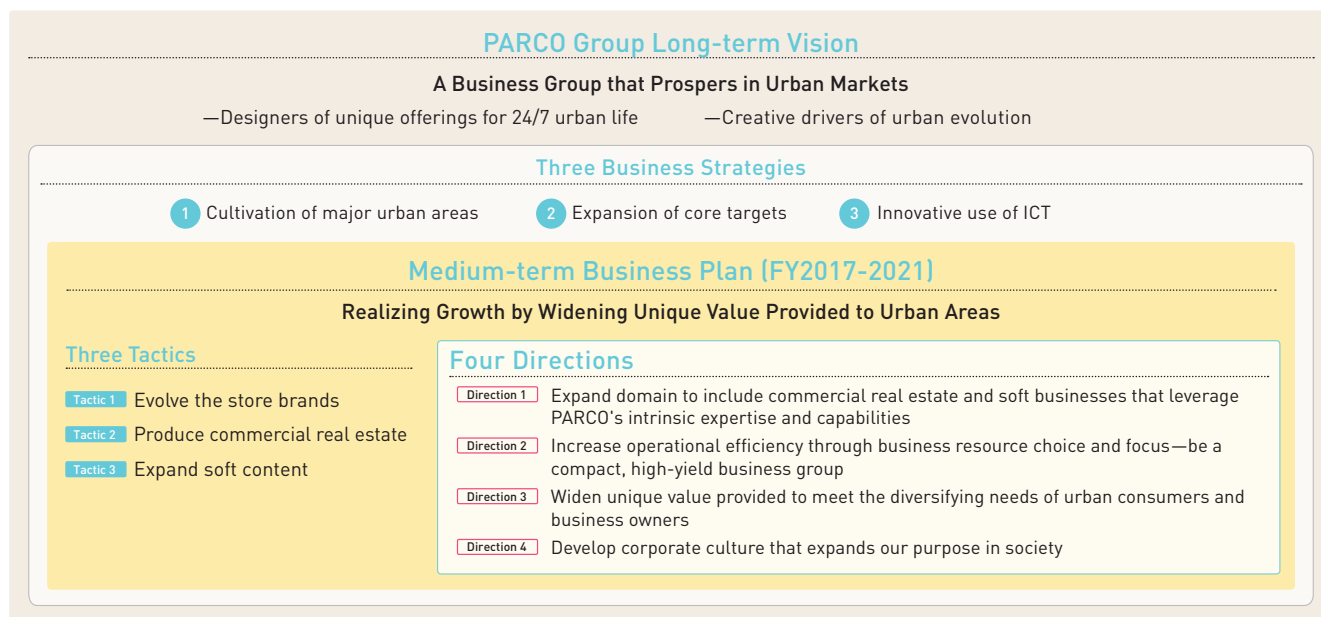 PARCO Group Long-term Vision
A Business Group that Prospers in Urban Markets
—Designers of unique offerings for 24/7 urban life —Creative drivers of urban evolution
Three Business Strategies
1 Cultivation of major urban areas 2 Expansion of core targets 3 Innovative use of ICT
Medium-term Business Plan (FY2017-2021)
Realizing Growth by Widening Unique Value Provided to Urban Areas
Three Tactics
Tactic 1 Evolve the store brands
Tactic 2 Produce commercial real estate
Tactic 3 Expand soft content
Four Directions
Direction 1 Expand domain to include commercial real estate and soft businesses that leverage
PARCO's intrinsic expertise and capabilities
Direction 2 Increase operational efficiency through business resource choice and focus—be a
compact, high-yield business group
Direction 3 Widen unique value provided to meet the diversifying needs of urban consumers and
business owners
Direction 4 Develop corporate culture that expands our purpose in society